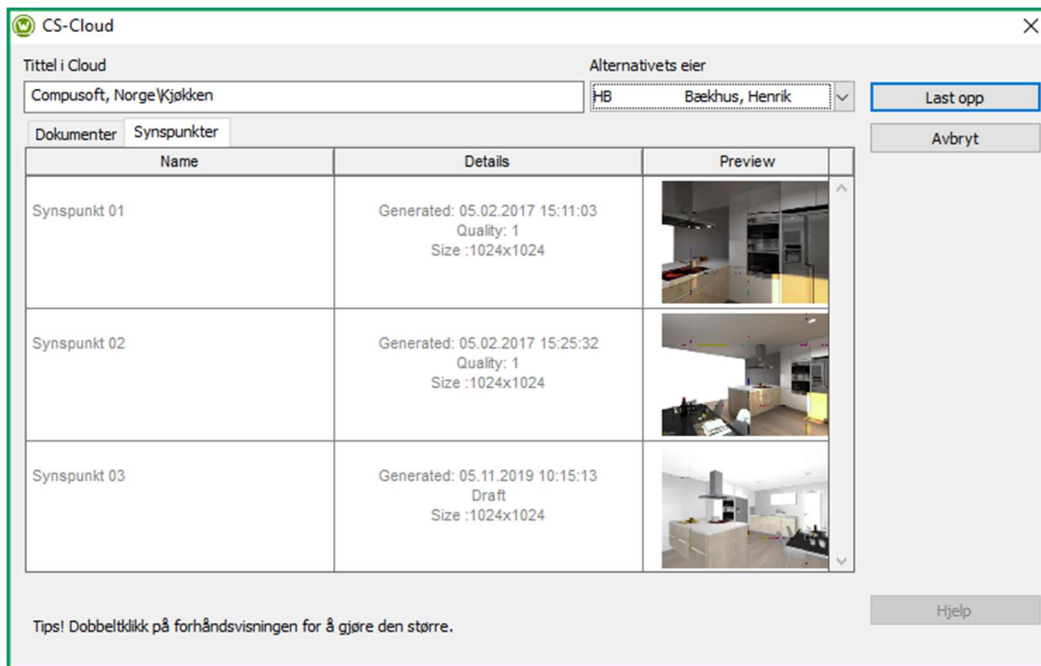 CS-Cloud
Tittel i Cloud
Alternativets eier
Compusoft, Norge\Kjøkken
HB Bækhus, Henrik
Last opp
Avbryt
Dokumenter Synspunkter
Name Details Preview
Synspunkt 01
Generated: 05.02.2017 15:11:03
Quality: 1
Size :1024x1024
Synspunkt 02
Generated: 05.02.2017 15:25:32
Quality: 1
Size :1024x1024
Synspunkt 03
Generated: 05.11.2019 10:15:13
Draft
Size :1024x1024
Hjelp
Tips! Dobbeltklikk på forhåndsvisningen for å gjøre den større.